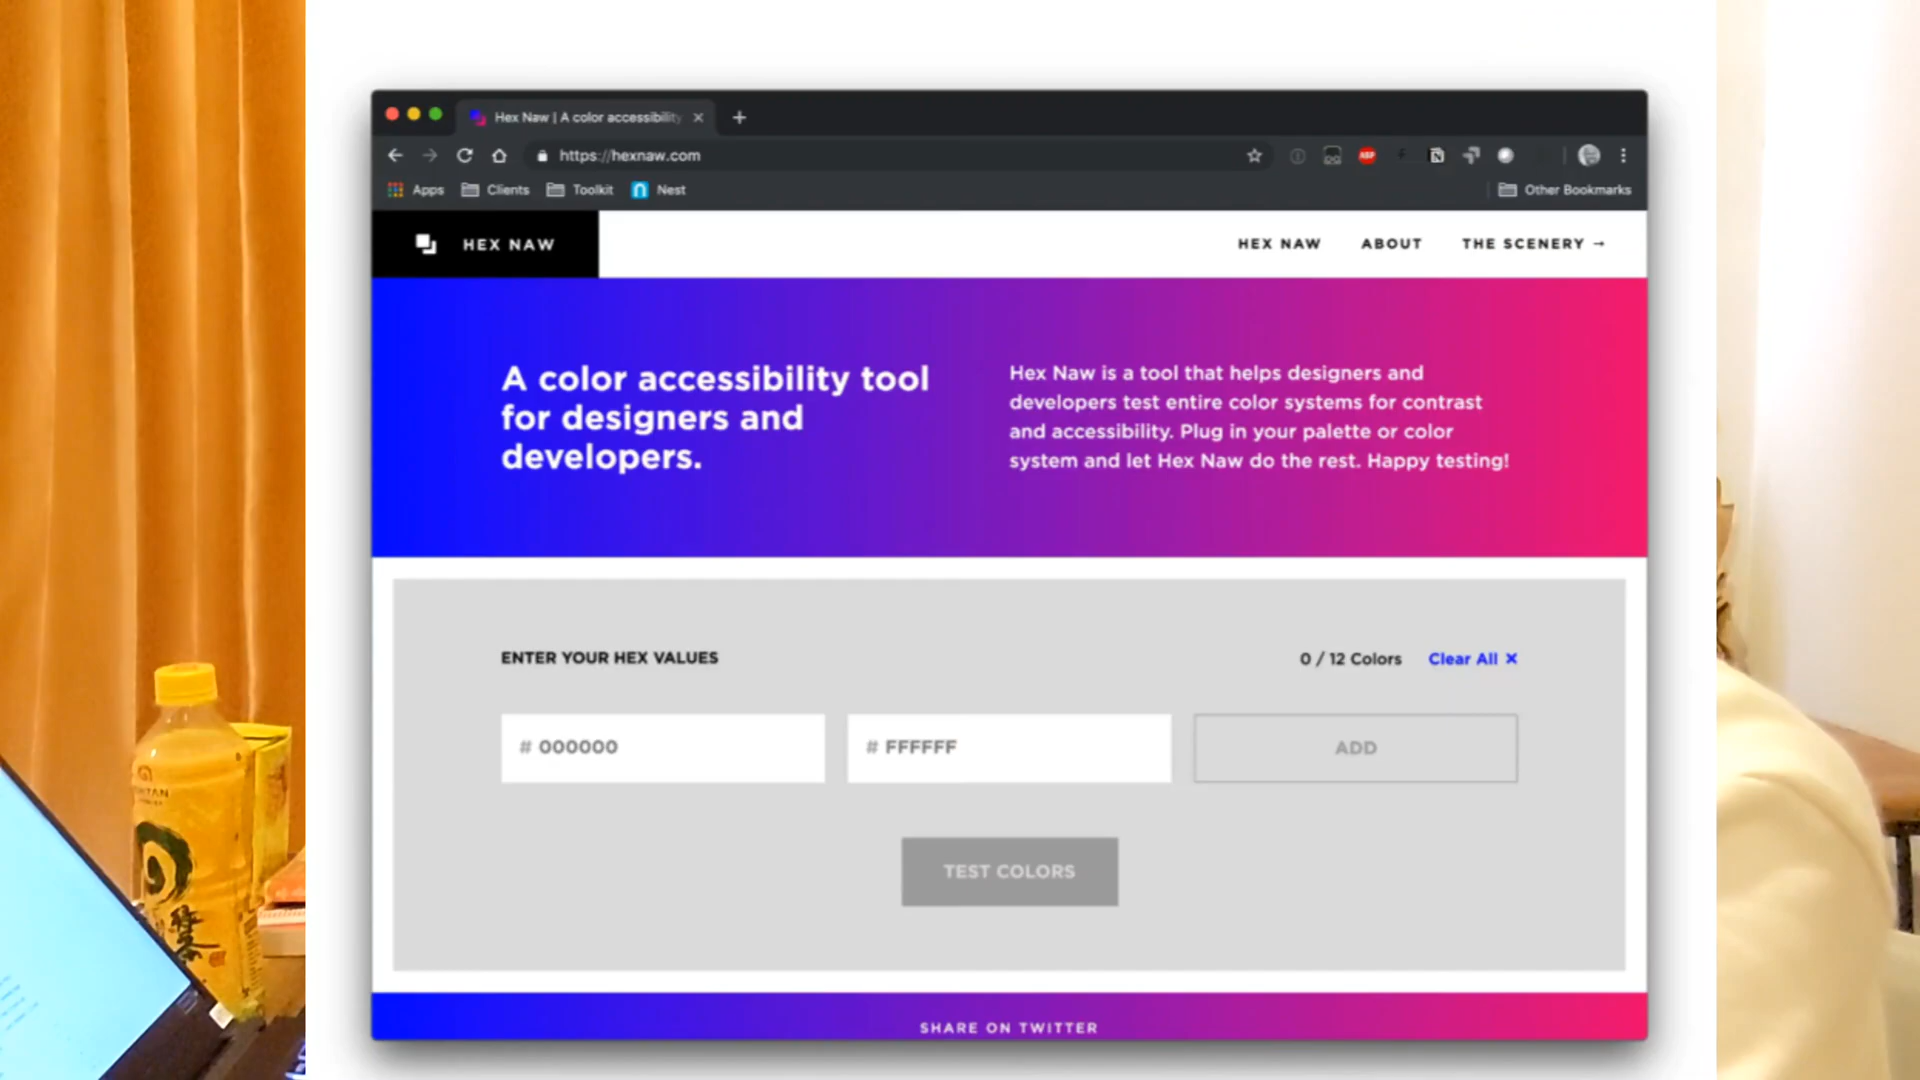 Hex Naw | A color accessibility
https://hexnaw.com
ABP
Apps Clients Toolkit Nest Other Bookmarks
HEX NAW HEX NAW ABOUT THE SCENERY →
A color accessibility tool
for designers and
developers.
Hex Naw is a tool that helps designers and
developers test entire color systems for contrast
and accessibility. Plug in your palette or color
system and let Hex Naw do the rest. Happy testing!
ENTER YOUR HEX VALUES 0 / 12 Colors Clear All ×
# 000000 # FFFFFF ADD
TEST COLORS
SHARE ON TWITTER